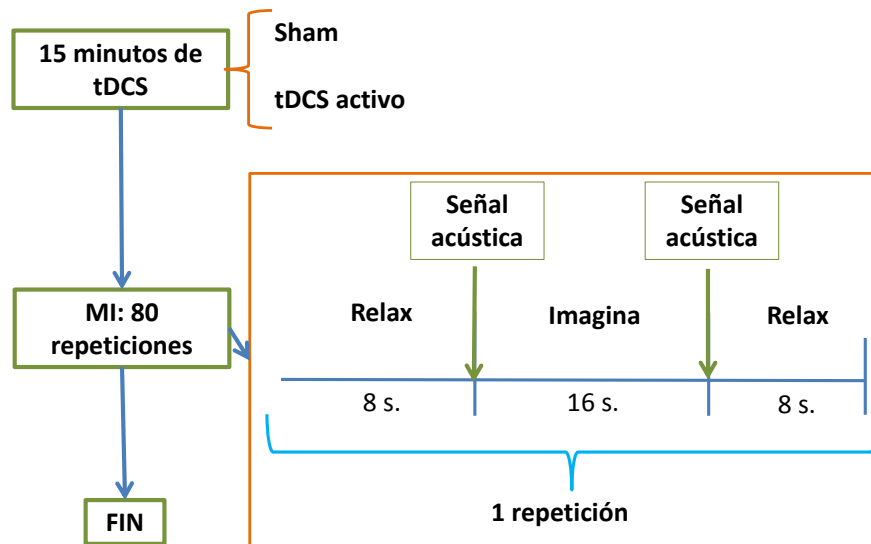 15 minutos de
tDCS
Sham
tDCS activo
Señal
acústica
Señal
acústica
MI: 80
repeticiones
Relax
Imagina
Relax
8 s.
16 s.
8 s.
1 repetición
FIN